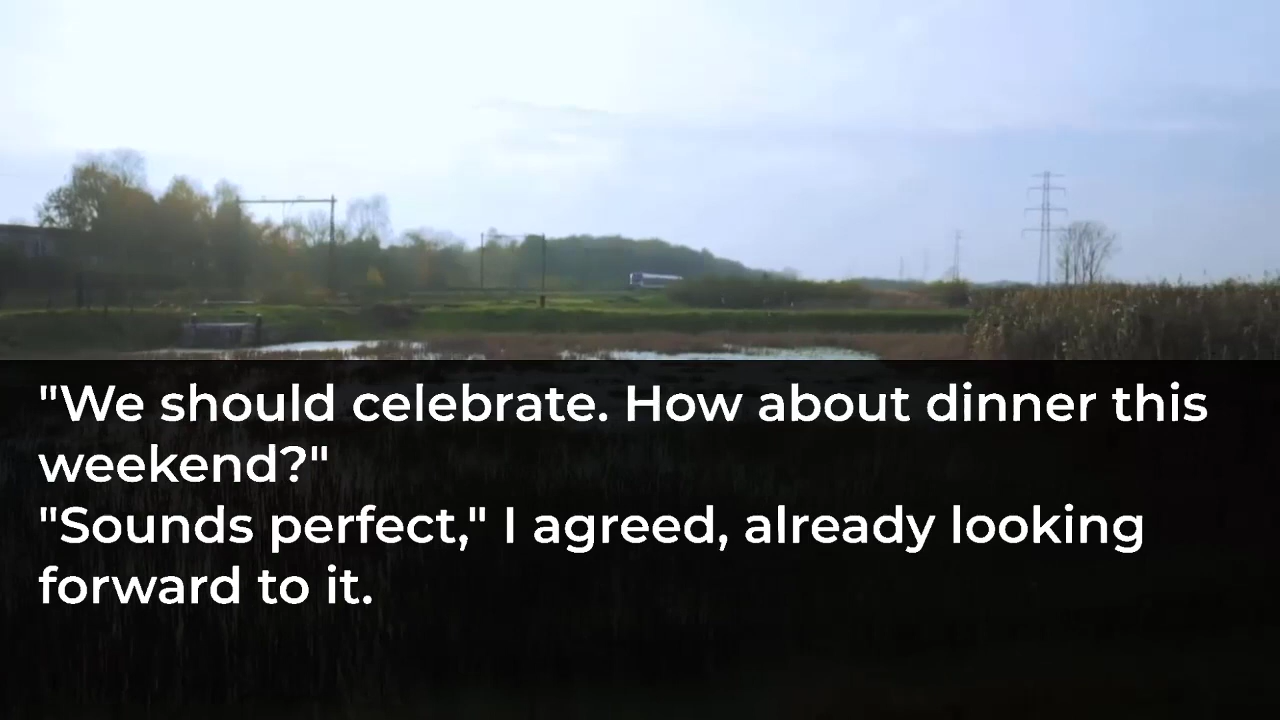 "We should celebrate. How about dinner this
weekend?"
"Sounds perfect," I agreed, already looking
forward to it.